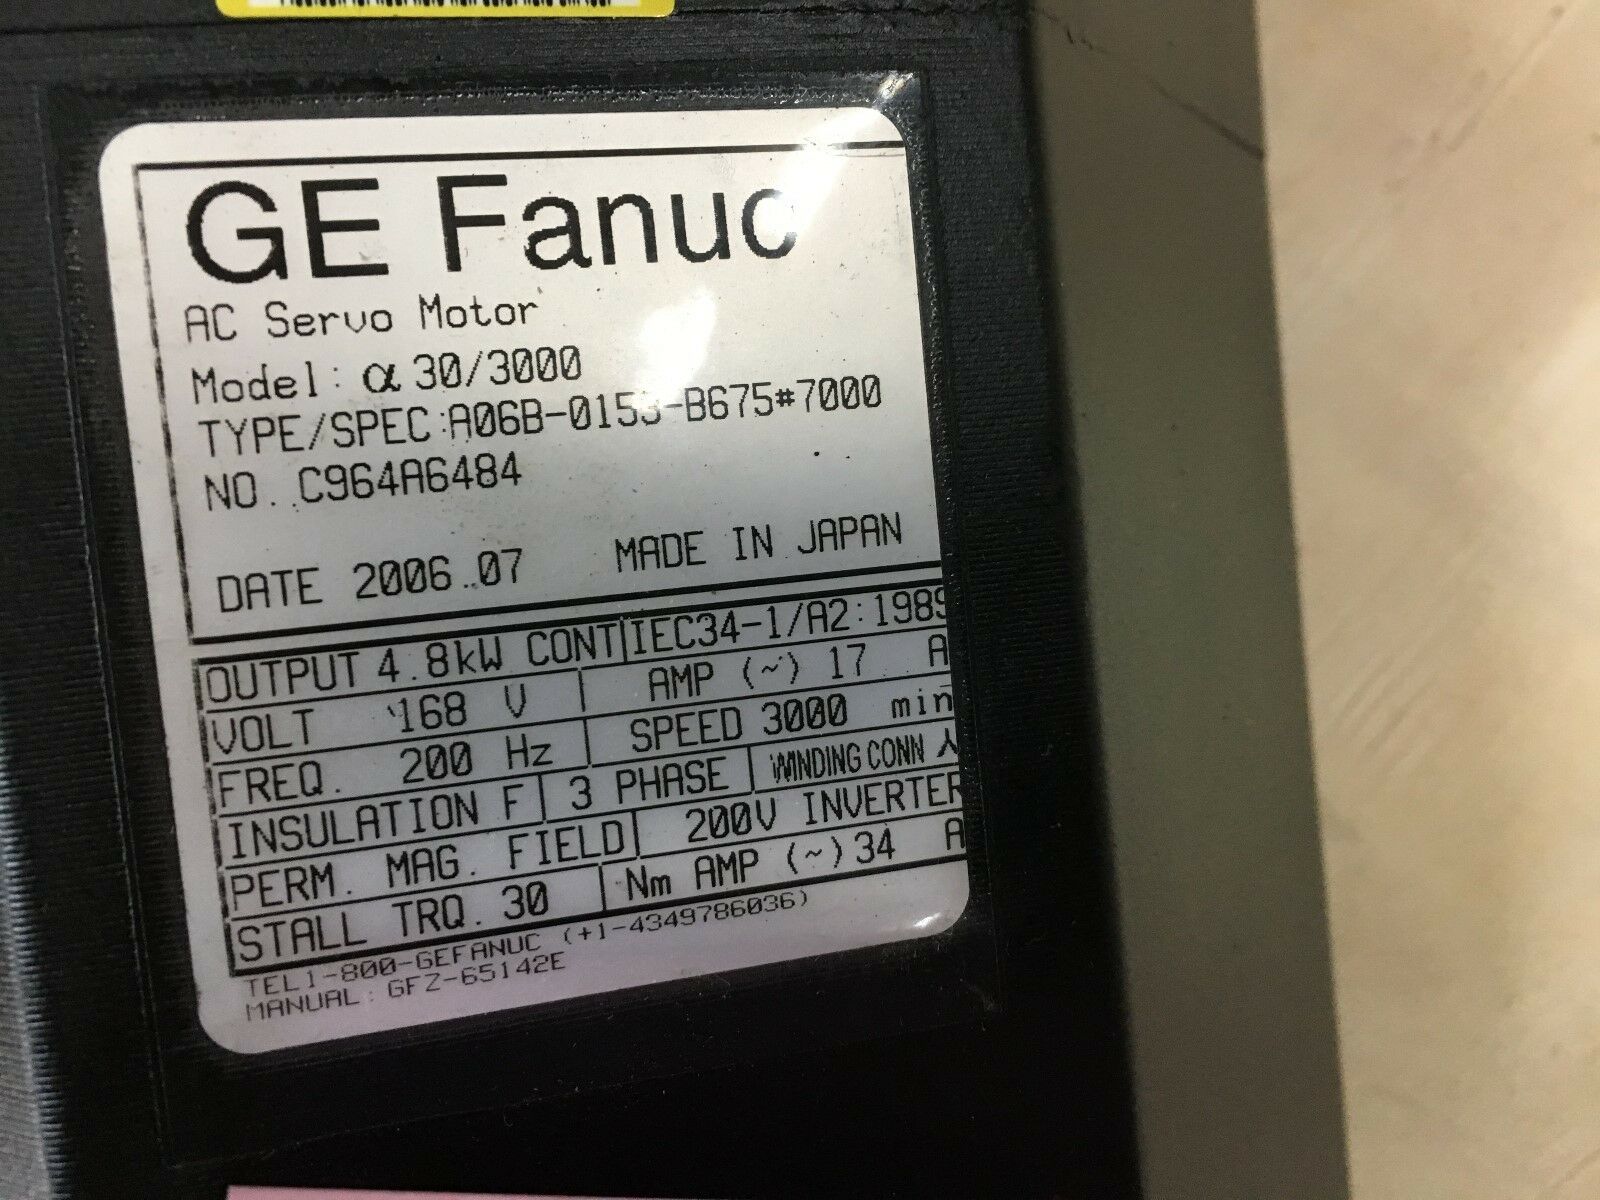 GE Fanuc
AC Servo Motor
Model: α 30/3000
TYPE/SPEC:A06B-0153-B675#7000
NO. C964A6484
DATE 2006.07 MADE IN JAPAN
OUTPUT 4.8kW CONT IEC34-1/A2:1989
VOLT 168 V AMP (~) 17 A
FREQ. 200 Hz SPEED 3000 min
INSULATION F 3 PHASE WINDING CONN 人
PERM. MAG. FIELD 200V INVERTER
STALL TRQ. 30 Nm AMP (~) 34 A
TEL1-800-GEFANUC (+1-4349786036)
MANUAL: GFZ-65142E